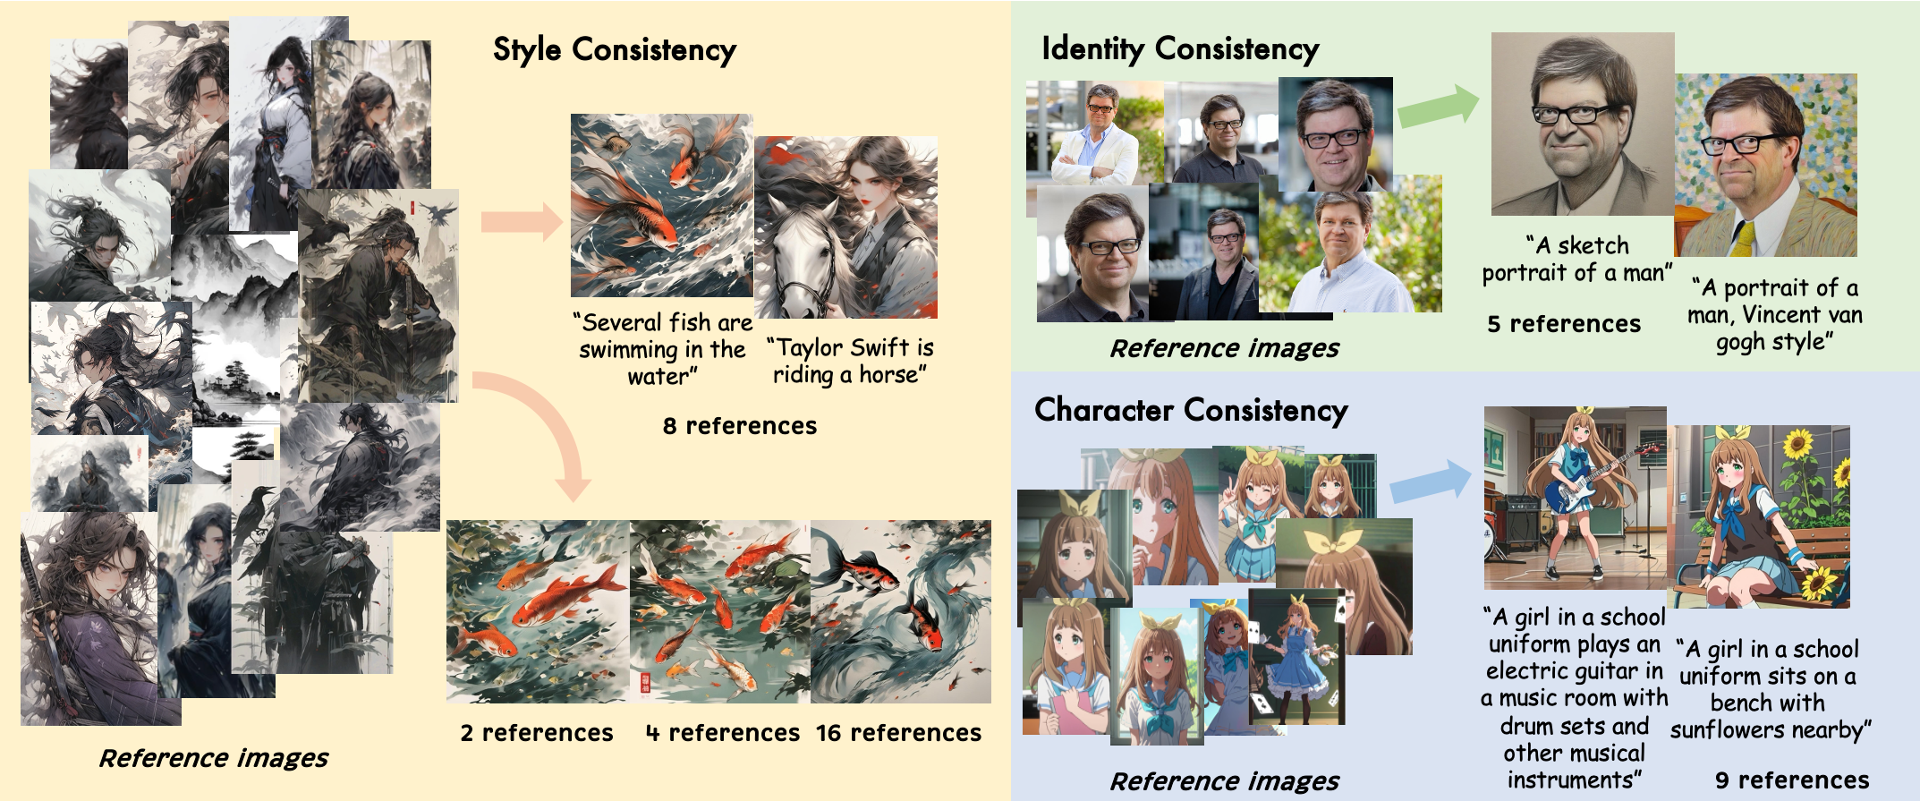 Style Consistency
“Several fish are
swimming in the
water”
“Taylor Swift is
riding a horse”
8 references
2 references
4 references
16 references
Reference images
Identity Consistency
Reference images
“A sketch
portrait of a man”
5 references
“A portrait of a
man, Vincent van
gogh style”
Character Consistency
Reference images
“A girl in a school
uniform plays an
electric guitar in
a music room with
drum sets and
other musical
instruments”
“A girl in a school
uniform sits on a
bench with
sunflowers nearby”
9 references